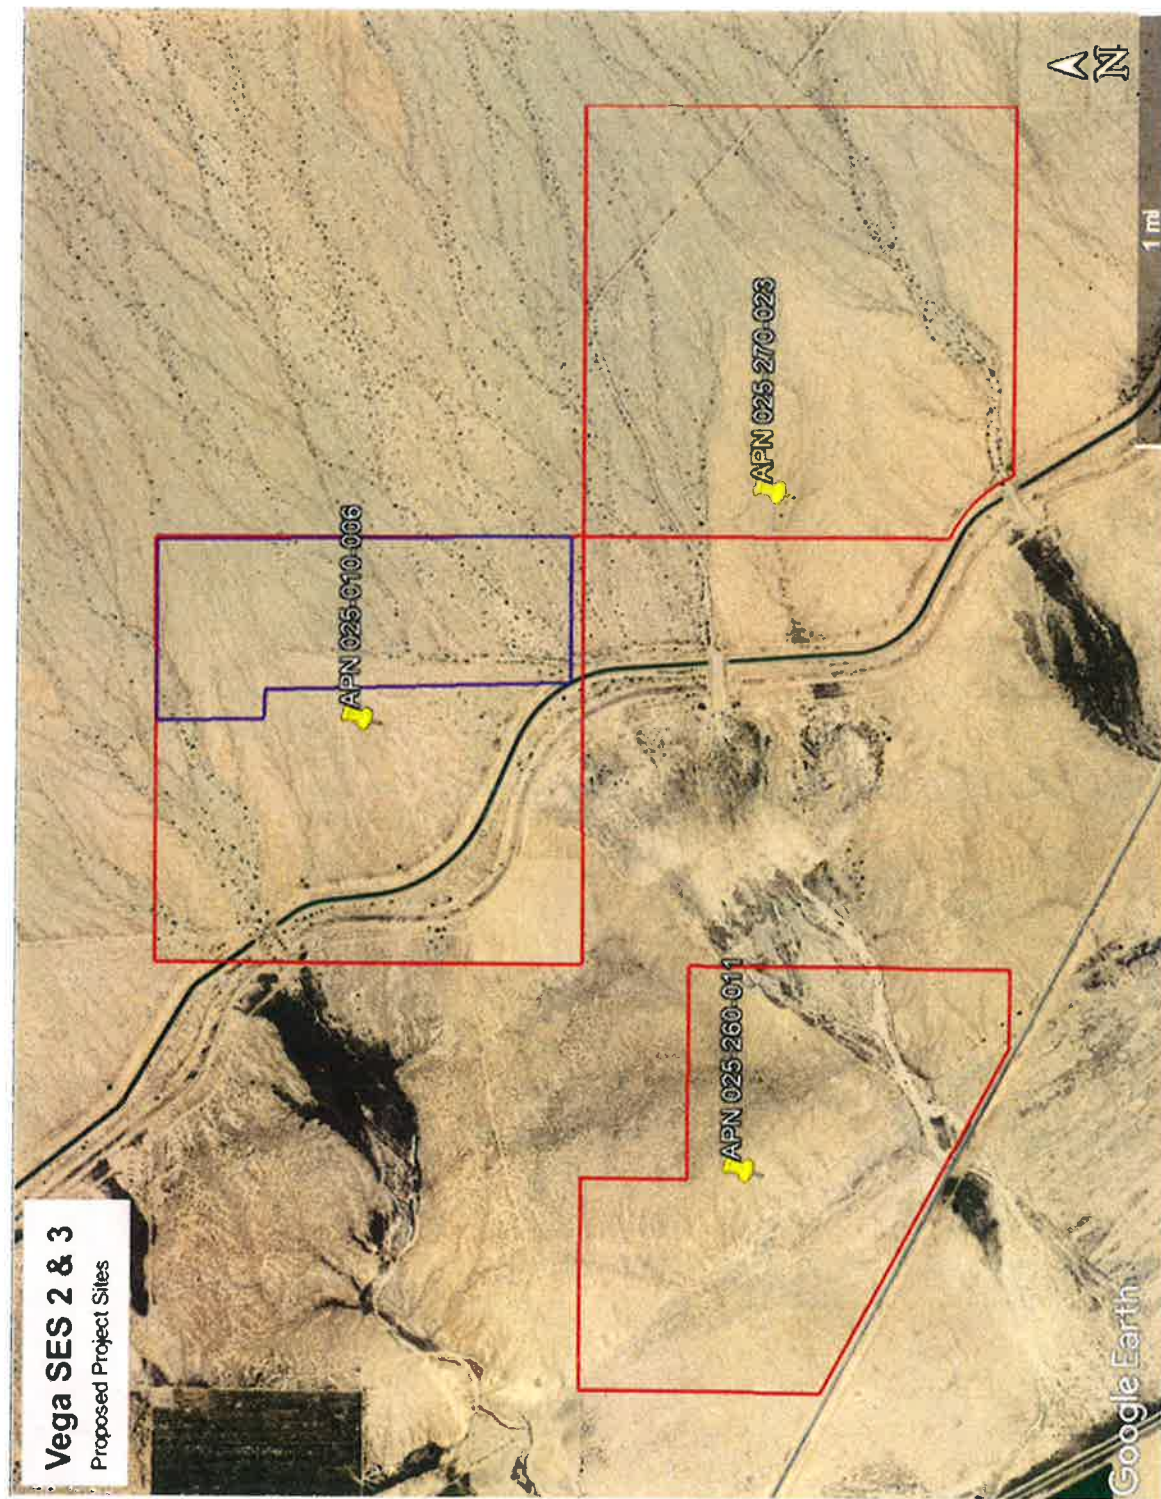 Vega SES 2 & 3
Proposed Project Sites
APN 025-010-006
APN 025-270-023
APN 025-260-011
N
1 mi
Google Earth